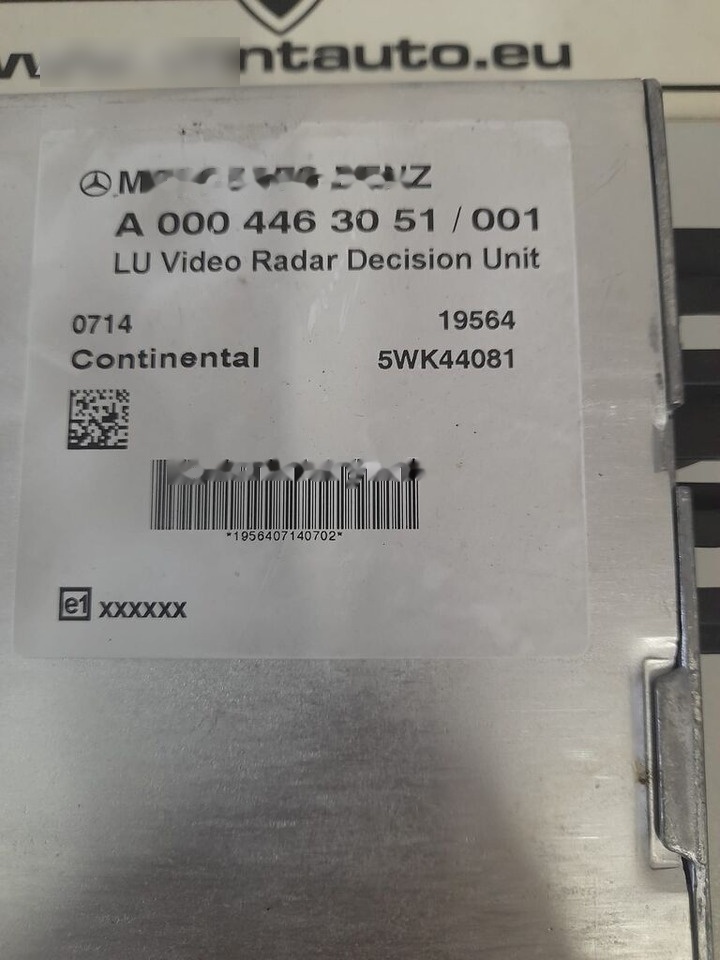 ntauto.eu
A 000 446 30 51 / 001
LU Video Radar Decision Unit
0714 19564
Continental 5WK44081
*1956407140702*
e1 xxxxxx